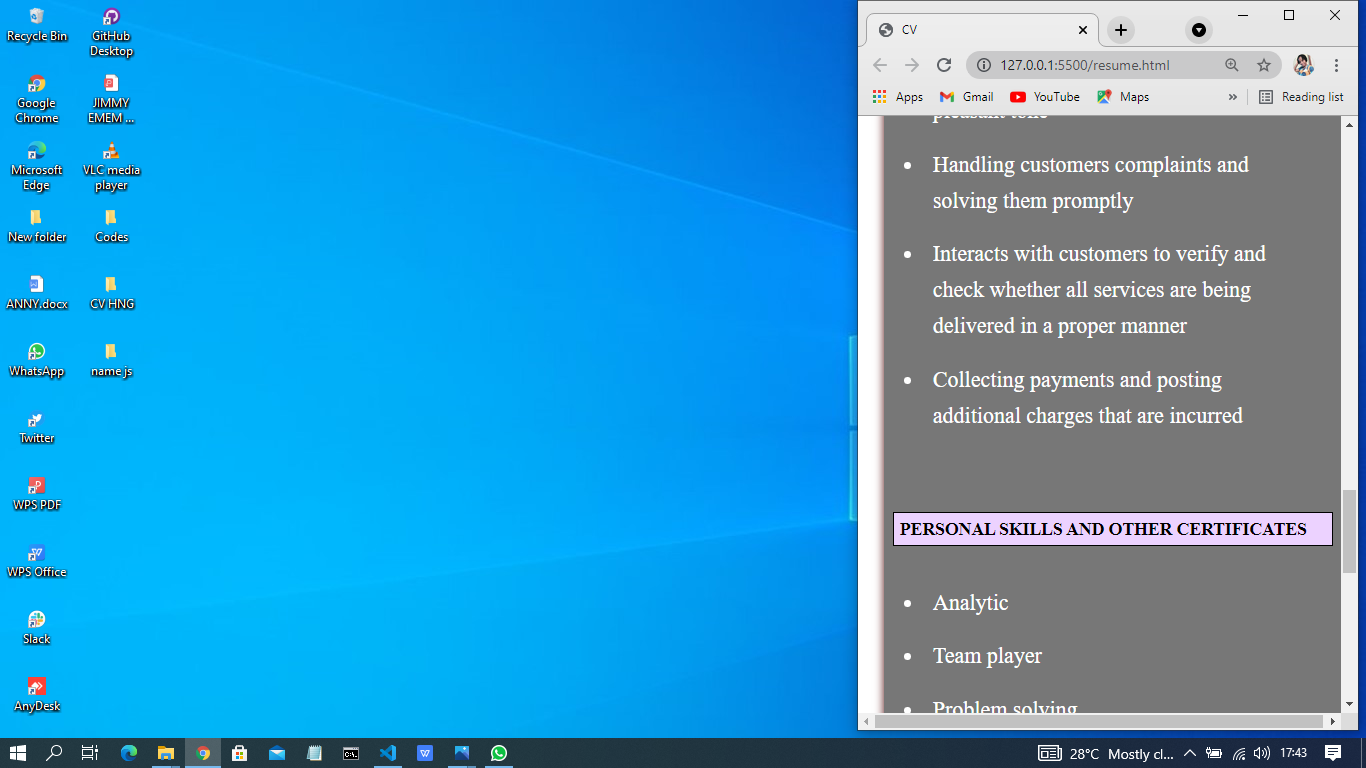 Recycle Bin
GitHub
Desktop
Google
Chrome
JIMMY
EMEM ...
Microsoft
Edge
VLC media
player
New folder
Codes
ANNY.docx
CV HNG
WhatsApp
name.js
Twitter
WPS PDF
WPS Office
Slack
AnyDesk
CV
127.0.0.1:5500/resume.html
Apps
Gmail
YouTube
Maps
»
Reading list
pleasant tone
• Handling customers complaints and
solving them promptly
• Interacts with customers to verify and
check whether all services are being
delivered in a proper manner
• Collecting payments and posting
additional charges that are incurred
PERSONAL SKILLS AND OTHER CERTIFICATES
• Analytic
• Team player
• Problem solving
28°C Mostly cl...
17:43